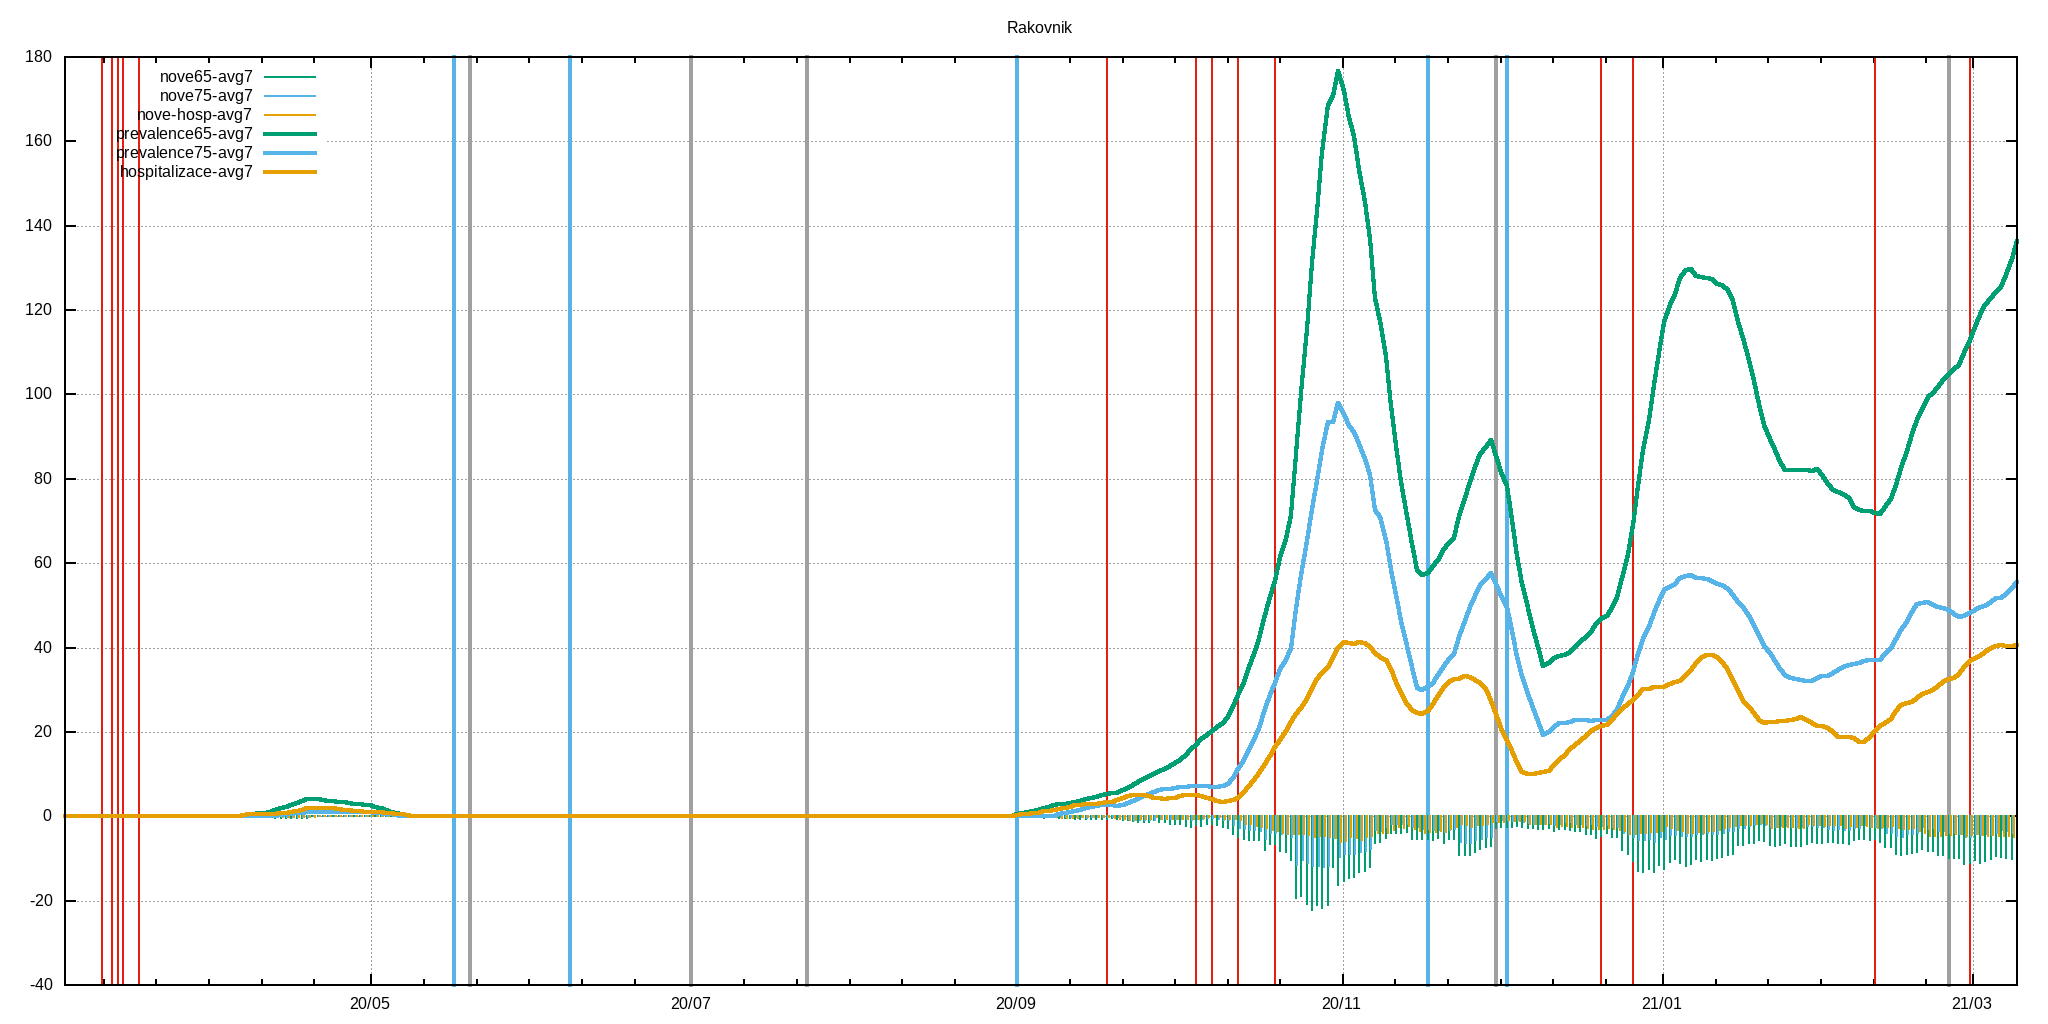 Rakovnik
180
160
140
120
100
80
60
40
20
0
-20
-40
nove65-avg7
nove75-avg7
nove-hosp-avg7
prevalence65-avg7
prevalence75-avg7
hospitalizace-avg7
20/05
20/07
20/09
20/11
21/01
21/03